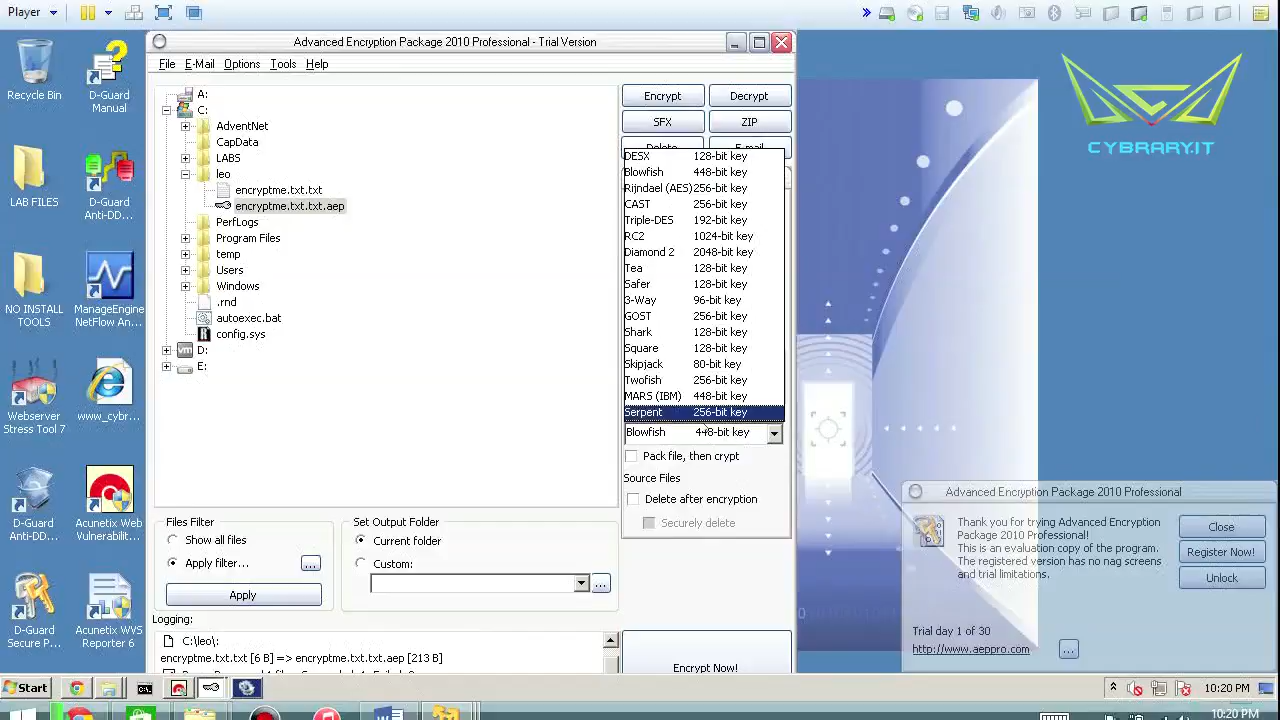 Player
Advanced Encryption Package 2010 Professional - Trial Version
File E-Mail Options Tools Help
Recycle Bin
D-Guard Manual
LAB FILES
D-Guard Anti-DD...
NO INSTALL TOOLS
ManageEngine NetFlow An...
Webserver Stress Tool 7
www_cybr...
D-Guard Anti-DD...
Acunetix Web Vulnerabilit...
D-Guard Secure P...
Acunetix WVS Reporter 6
A:
C:
AdventNet
CapData
LABS
leo
encryptme.txt.txt
encryptme.txt.txt.aep
PerfLogs
Program Files
temp
Users
Windows
.rnd
autoexec.bat
config.sys
D:
E:
Encrypt Decrypt
SFX ZIP
DESX 128-bit key
Blowfish 448-bit key
Rijndael (AES) 256-bit key
CAST 256-bit key
Triple-DES 192-bit key
RC2 1024-bit key
Diamond 2 2048-bit key
Tea 128-bit key
Safer 128-bit key
3-Way 96-bit key
GOST 256-bit key
Shark 128-bit key
Square 128-bit key
Skipjack 80-bit key
Twofish 256-bit key
MARS (IBM) 448-bit key
Serpent 256-bit key
Blowfish 448-bit key
Pack file, then crypt
Source Files
Delete after encryption
Securely delete
Files Filter
Show all files
Apply filter... ...
Apply
Set Output Folder
Current folder
Custom:
...
Logging:
C:\leo\:
encryptme.txt.txt [6 B] => encryptme.txt.txt.aep [213 B]
Encrypt Now!
CYBRARY.IT
Advanced Encryption Package 2010 Professional
Thank you for trying Advanced Encryption
Package 2010 Professional!
This is an evaluation copy of the program.
The registered version has no nag screens
and trial limitations.
Close
Register Now!
Unlock
Trial day 1 of 30
http://www.aeppro.com ...
Start
10:20 PM
10:20 PM